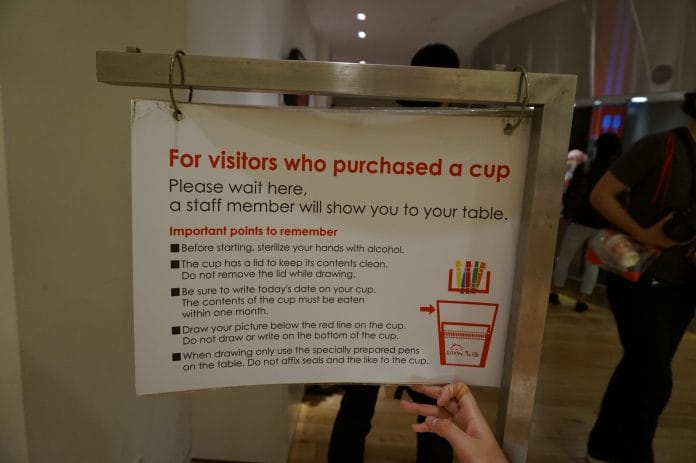 For visitors who purchased a cup
Please wait here,
a staff member will show you to your table.
Important points to remember
■Before starting, sterilize your hands with alcohol.
■The cup has a lid to keep its contents clean.
Do not remove the lid while drawing.
■Be sure to write today's date on your cup.
The contents of the cup must be eaten
within one month.
■Draw your picture below the red line on the cup.
Do not draw or write on the bottom of the cup.
■When drawing only use the specially prepared pens
on the table. Do not affix seals and the like to the cup.